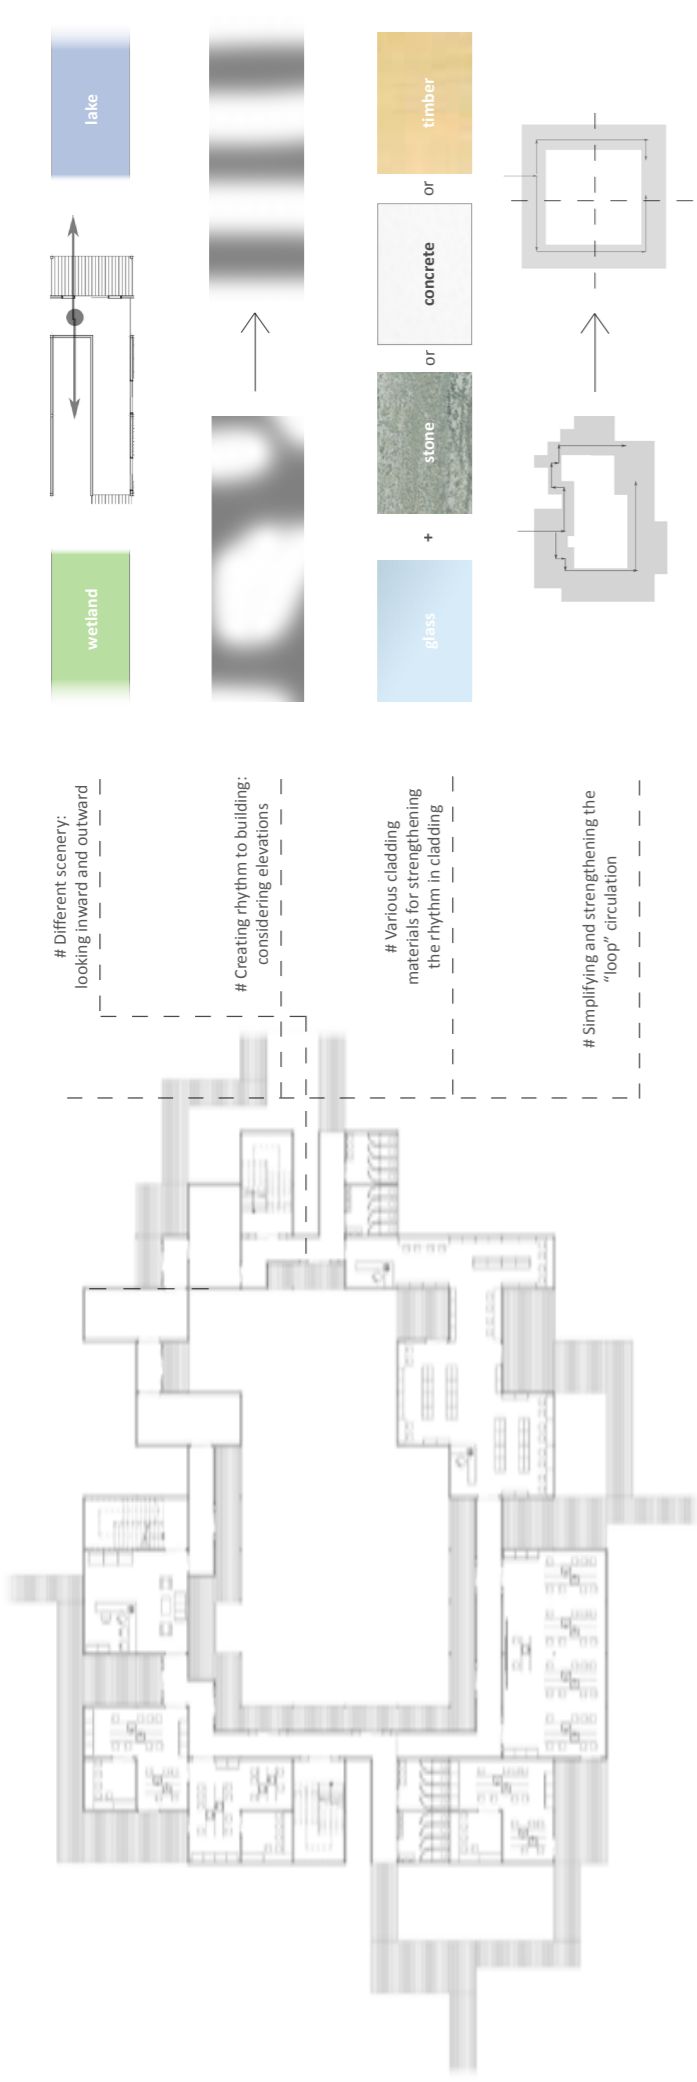 # Different scenery:
looking inward and outward
wetland
lake
# Creating rhythm to building:
considering elevations
# Various cladding
materials for strengthening
the rhythm in cladding
glass
+
stone
or
concrete
or
timber
# Simplifying and strengthening the
“loop” circulation